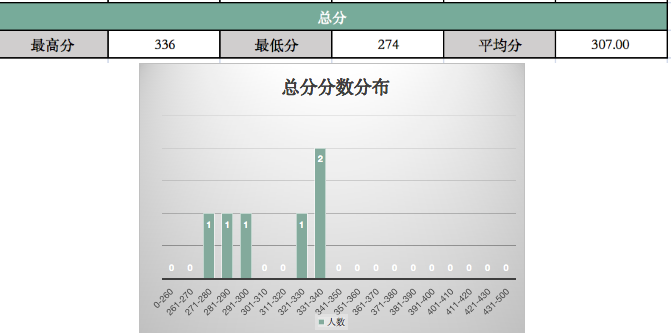 总分
最高分 336 最低分 274 平均分 307.00
总分分数分布
0 0 1 1 1 0 0 1 2 0 0 0 0 0 0 0 0 0 0
0-260 261-270 271-280 281-290 291-300 301-310 311-320 321-330 331-340 341-350 351-360 361-370 371-380 381-390 391-400 401-410 411-420 421-430 431-500
人数